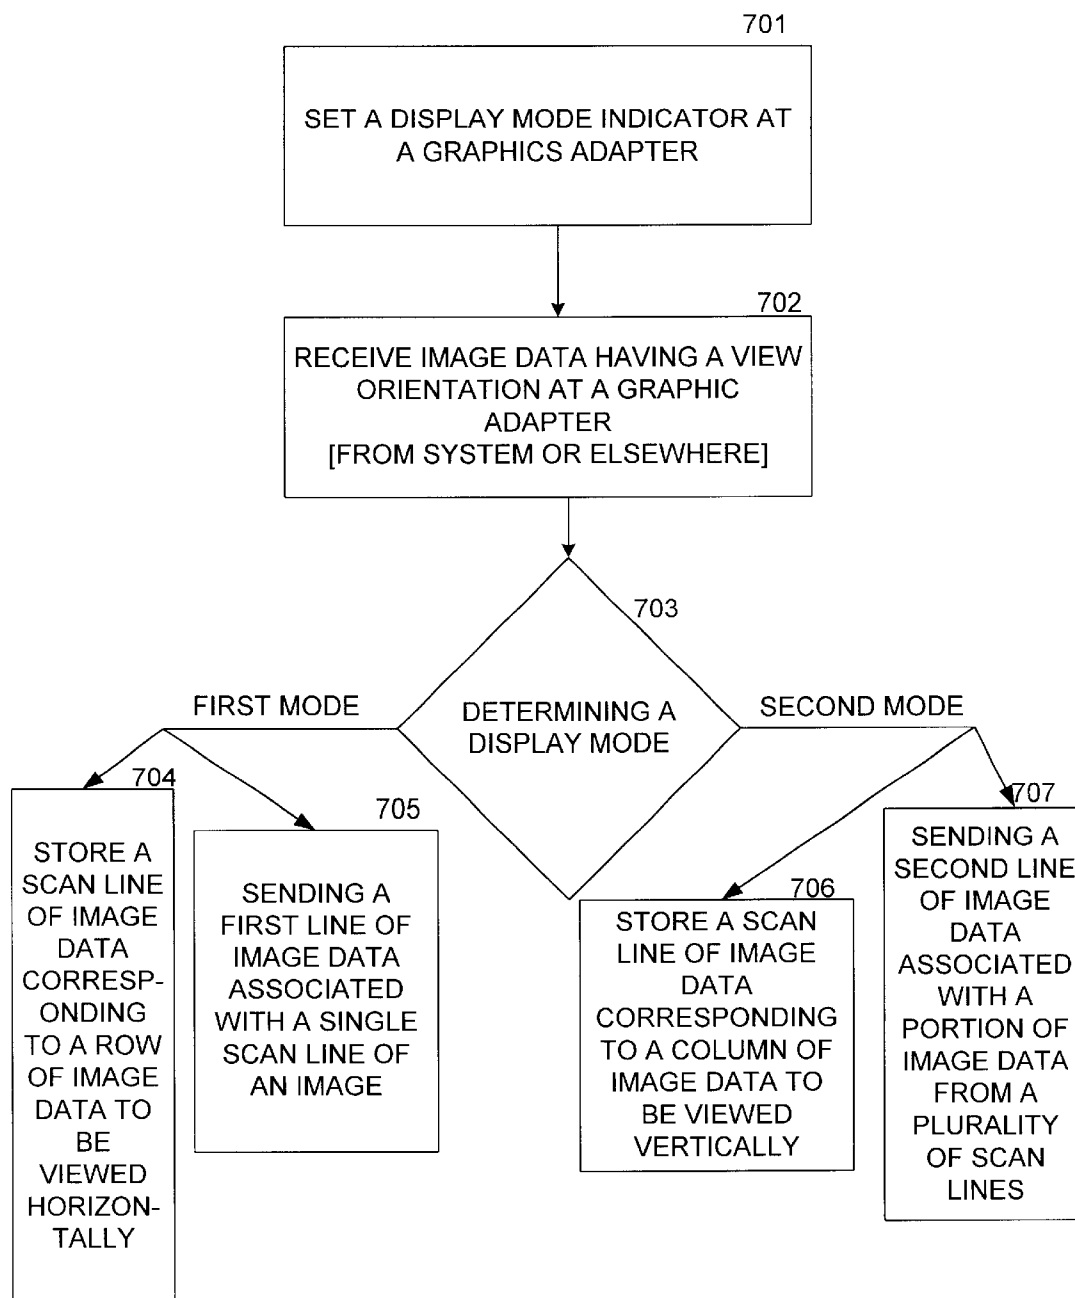 701
SET A DISPLAY MODE INDICATOR AT
A GRAPHICS ADAPTER
702
RECEIVE IMAGE DATA HAVING A VIEW
ORIENTATION AT A GRAPHIC
ADAPTER
[FROM SYSTEM OR ELSEWHERE]
703
DETERMINING A
DISPLAY MODE
FIRST MODE
SECOND MODE
704
STORE A
SCAN LINE
OF IMAGE
DATA
CORRESP-
ONDING
TO A ROW
OF IMAGE
DATA TO
BE
VIEWED
HORIZON-
TALLY
705
SENDING A
FIRST LINE OF
IMAGE DATA
ASSOCIATED
WITH A SINGLE
SCAN LINE OF
AN IMAGE
706
STORE A SCAN
LINE OF IMAGE
DATA
CORRESPONDING
TO A COLUMN OF
IMAGE DATA TO
BE VIEWED
VERTICALLY
707
SENDING A
SECOND LINE
OF IMAGE
DATA
ASSOCIATED
WITH A
PORTION OF
IMAGE DATA
FROM A
PLURALITY
OF SCAN
LINES